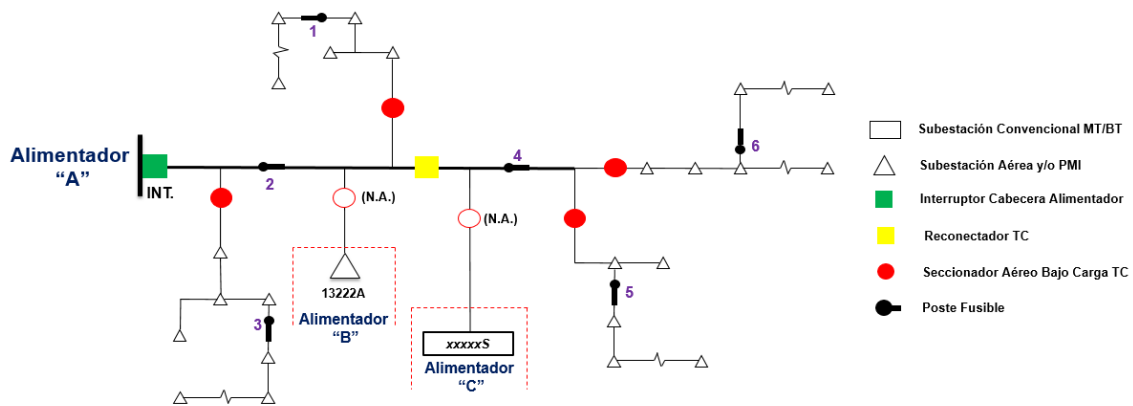 1
Alimentador
“A”
INT.
2
4
6
(N.A.)
(N.A.)
3
5
13222A
Alimentador
“B”
xxxxxS
Alimentador
“C”
Subestación Convencional MT/BT
Subestación Aérea y/o PMI
Interruptor Cabecera Alimentador
Reconectador TC
Seccionador Aéreo Bajo Carga TC
Poste Fusible